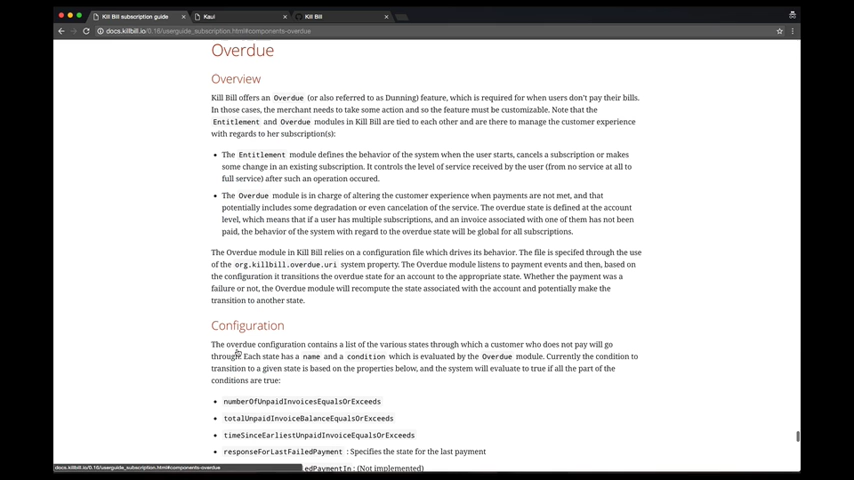 Kill Bill subscription guide
Kaui
Kill Bill
docs.killbill.io/0.16/userguide_subscription.html#components-overdue
Overdue
Overview
Kill Bill offers an Overdue (or also referred to as Dunning) feature, which is required for when users don't pay their bills.
In those cases, the merchant needs to take some action and so the feature must be customizable. Note that the
Entitlement and Overdue modules in Kill Bill are tied to each other and are there to manage the customer experience
with regards to her subscription(s):
• The Entitlement module defines the behavior of the system when the user starts, cancels a subscription or makes
some change in an existing subscription. It controls the level of service received by the user (from no service at all to
full service) after such an operation occured.
• The Overdue module is in charge of altering the customer experience when payments are not met, and that
potentially includes some degradation or even cancelation of the service. The overdue state is defined at the account
level, which means that if a user has multiple subscriptions, and an invoice associated with one of them has not been
paid, the behavior of the system with regard to the overdue state will be global for all subscriptions.
The Overdue module in Kill Bill relies on a configuration file which drives its behavior. The file is specifed through the use
of the org.killbill.overdue.uri system property. The Overdue module listens to payment events and then, based on
the configuration it transitions the overdue state for an account to the appropriate state. Whether the payment was a
failure or not, the Overdue module will recompute the state associated with the account and potentially make the
transition to another state.
Configuration
The overdue configuration contains a list of the various states through which a customer who does not pay will go
through. Each state has a name and a condition which is evaluated by the Overdue module. Currently the condition to
transition to a given state is based on the properties below, and the system will evaluate to true if all the part of the
conditions are true:
• numberOfUnpaidInvoicesEqualsOrExceeds
• totalUnpaidInvoiceBalanceEqualsOrExceeds
• timeSinceEarliestUnpaidInvoiceEqualsOrExceeds
• responseForLastFailedPayment : Specifies the state for the last payment
edPaymentIn : (Not implemented)
docs.killbill.io/0.16/userguide_subscription.html#components-overdue